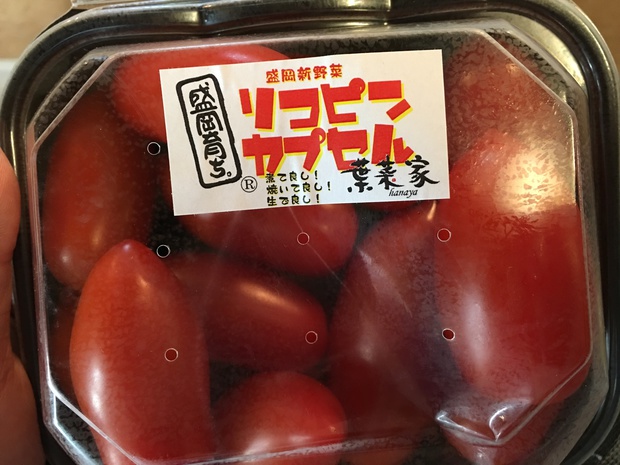 盛岡新野菜
盛岡育ち。
リコピン
カプセル
®
煮て良し!
焼いて良し!
生で良し!
葉菜家
hanaya